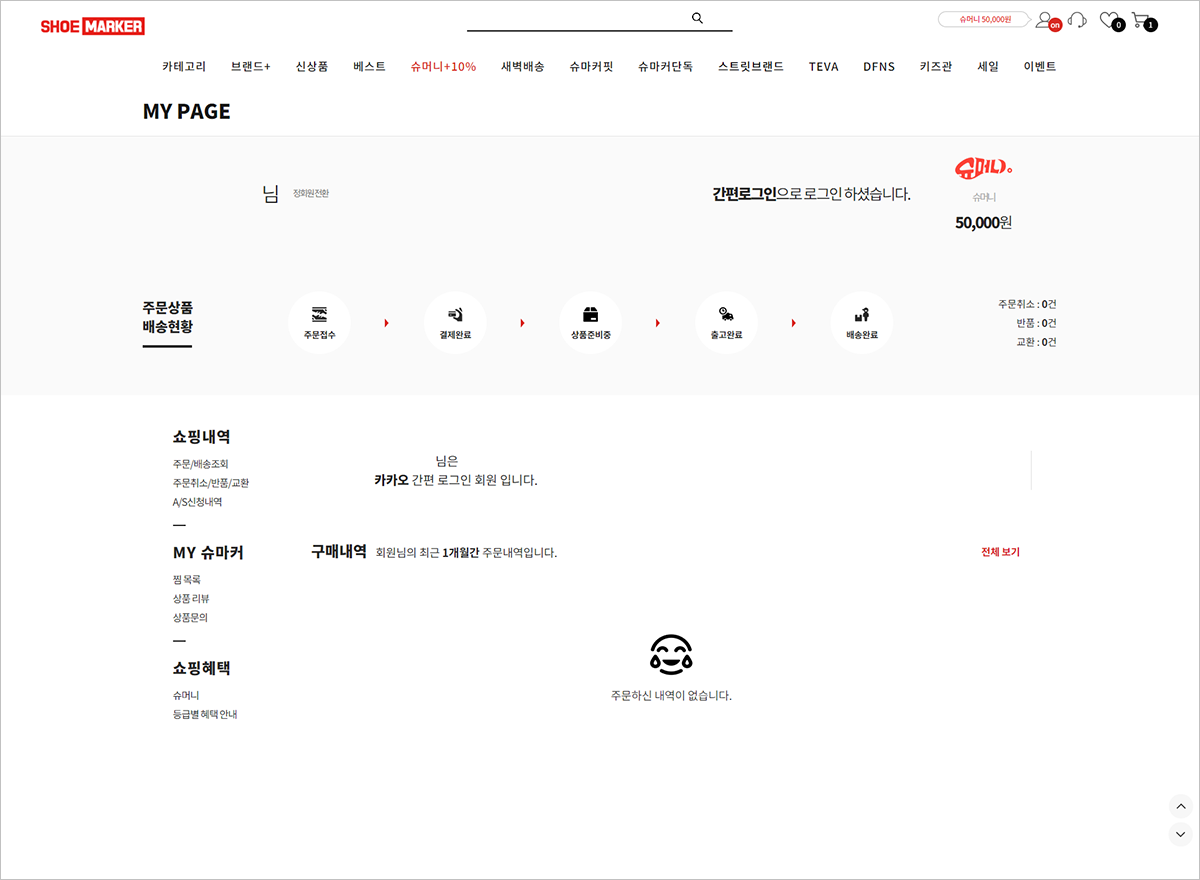 SHOE MARKER
슈머니 50,000원
on
0
1
카테고리 브랜드+ 신상품 베스트 슈머니+10% 새벽배송 슈마커핏 슈마커단독 스트릿브랜드 TEVA DFNS 키즈관 세일 이벤트
MY PAGE
님 정회원전환
간편로그인으로 로그인 하셨습니다.
슈머니
슈머니
50,000원
주문상품
배송현황
주문접수
결제완료
상품준비중
출고완료
배송완료
주문취소 : 0건
반품 : 0건
교환 : 0건
쇼핑내역
주문/배송조회
주문취소/반품/교환
A/S신청내역
MY 슈마커
찜 목록
상품 리뷰
상품문의
쇼핑혜택
슈머니
등급별 혜택 안내
님은
카카오 간편 로그인 회원 입니다.
구매내역 회원님의 최근 1개월간 주문내역입니다.
전체 보기
주문하신 내역이 없습니다.